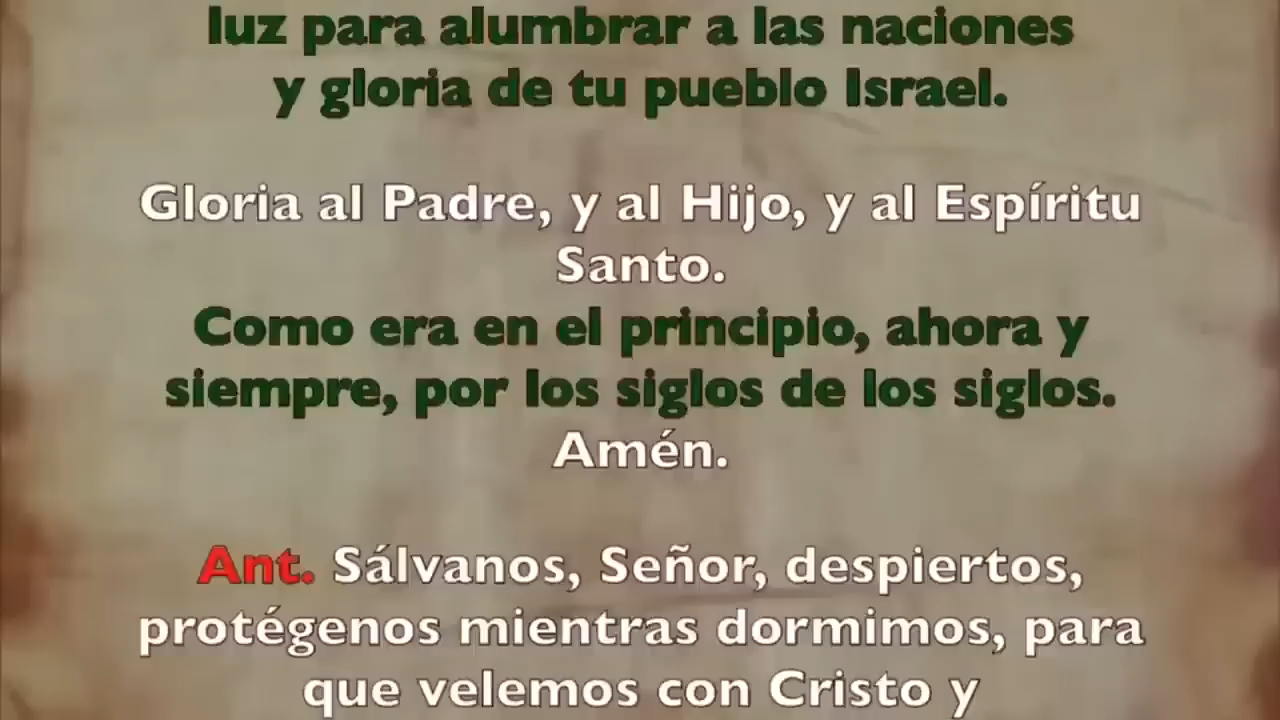 luz para alumbrar a las naciones
y gloria de tu pueblo Israel.
Gloria al Padre, y al Hijo, y al Espíritu
Santo.
Como era en el principio, ahora y
siempre, por los siglos de los siglos.
Amén.
Ant. Sálvanos, Señor, despiertos,
protégenos mientras dormimos, para
que velemos con Cristo y